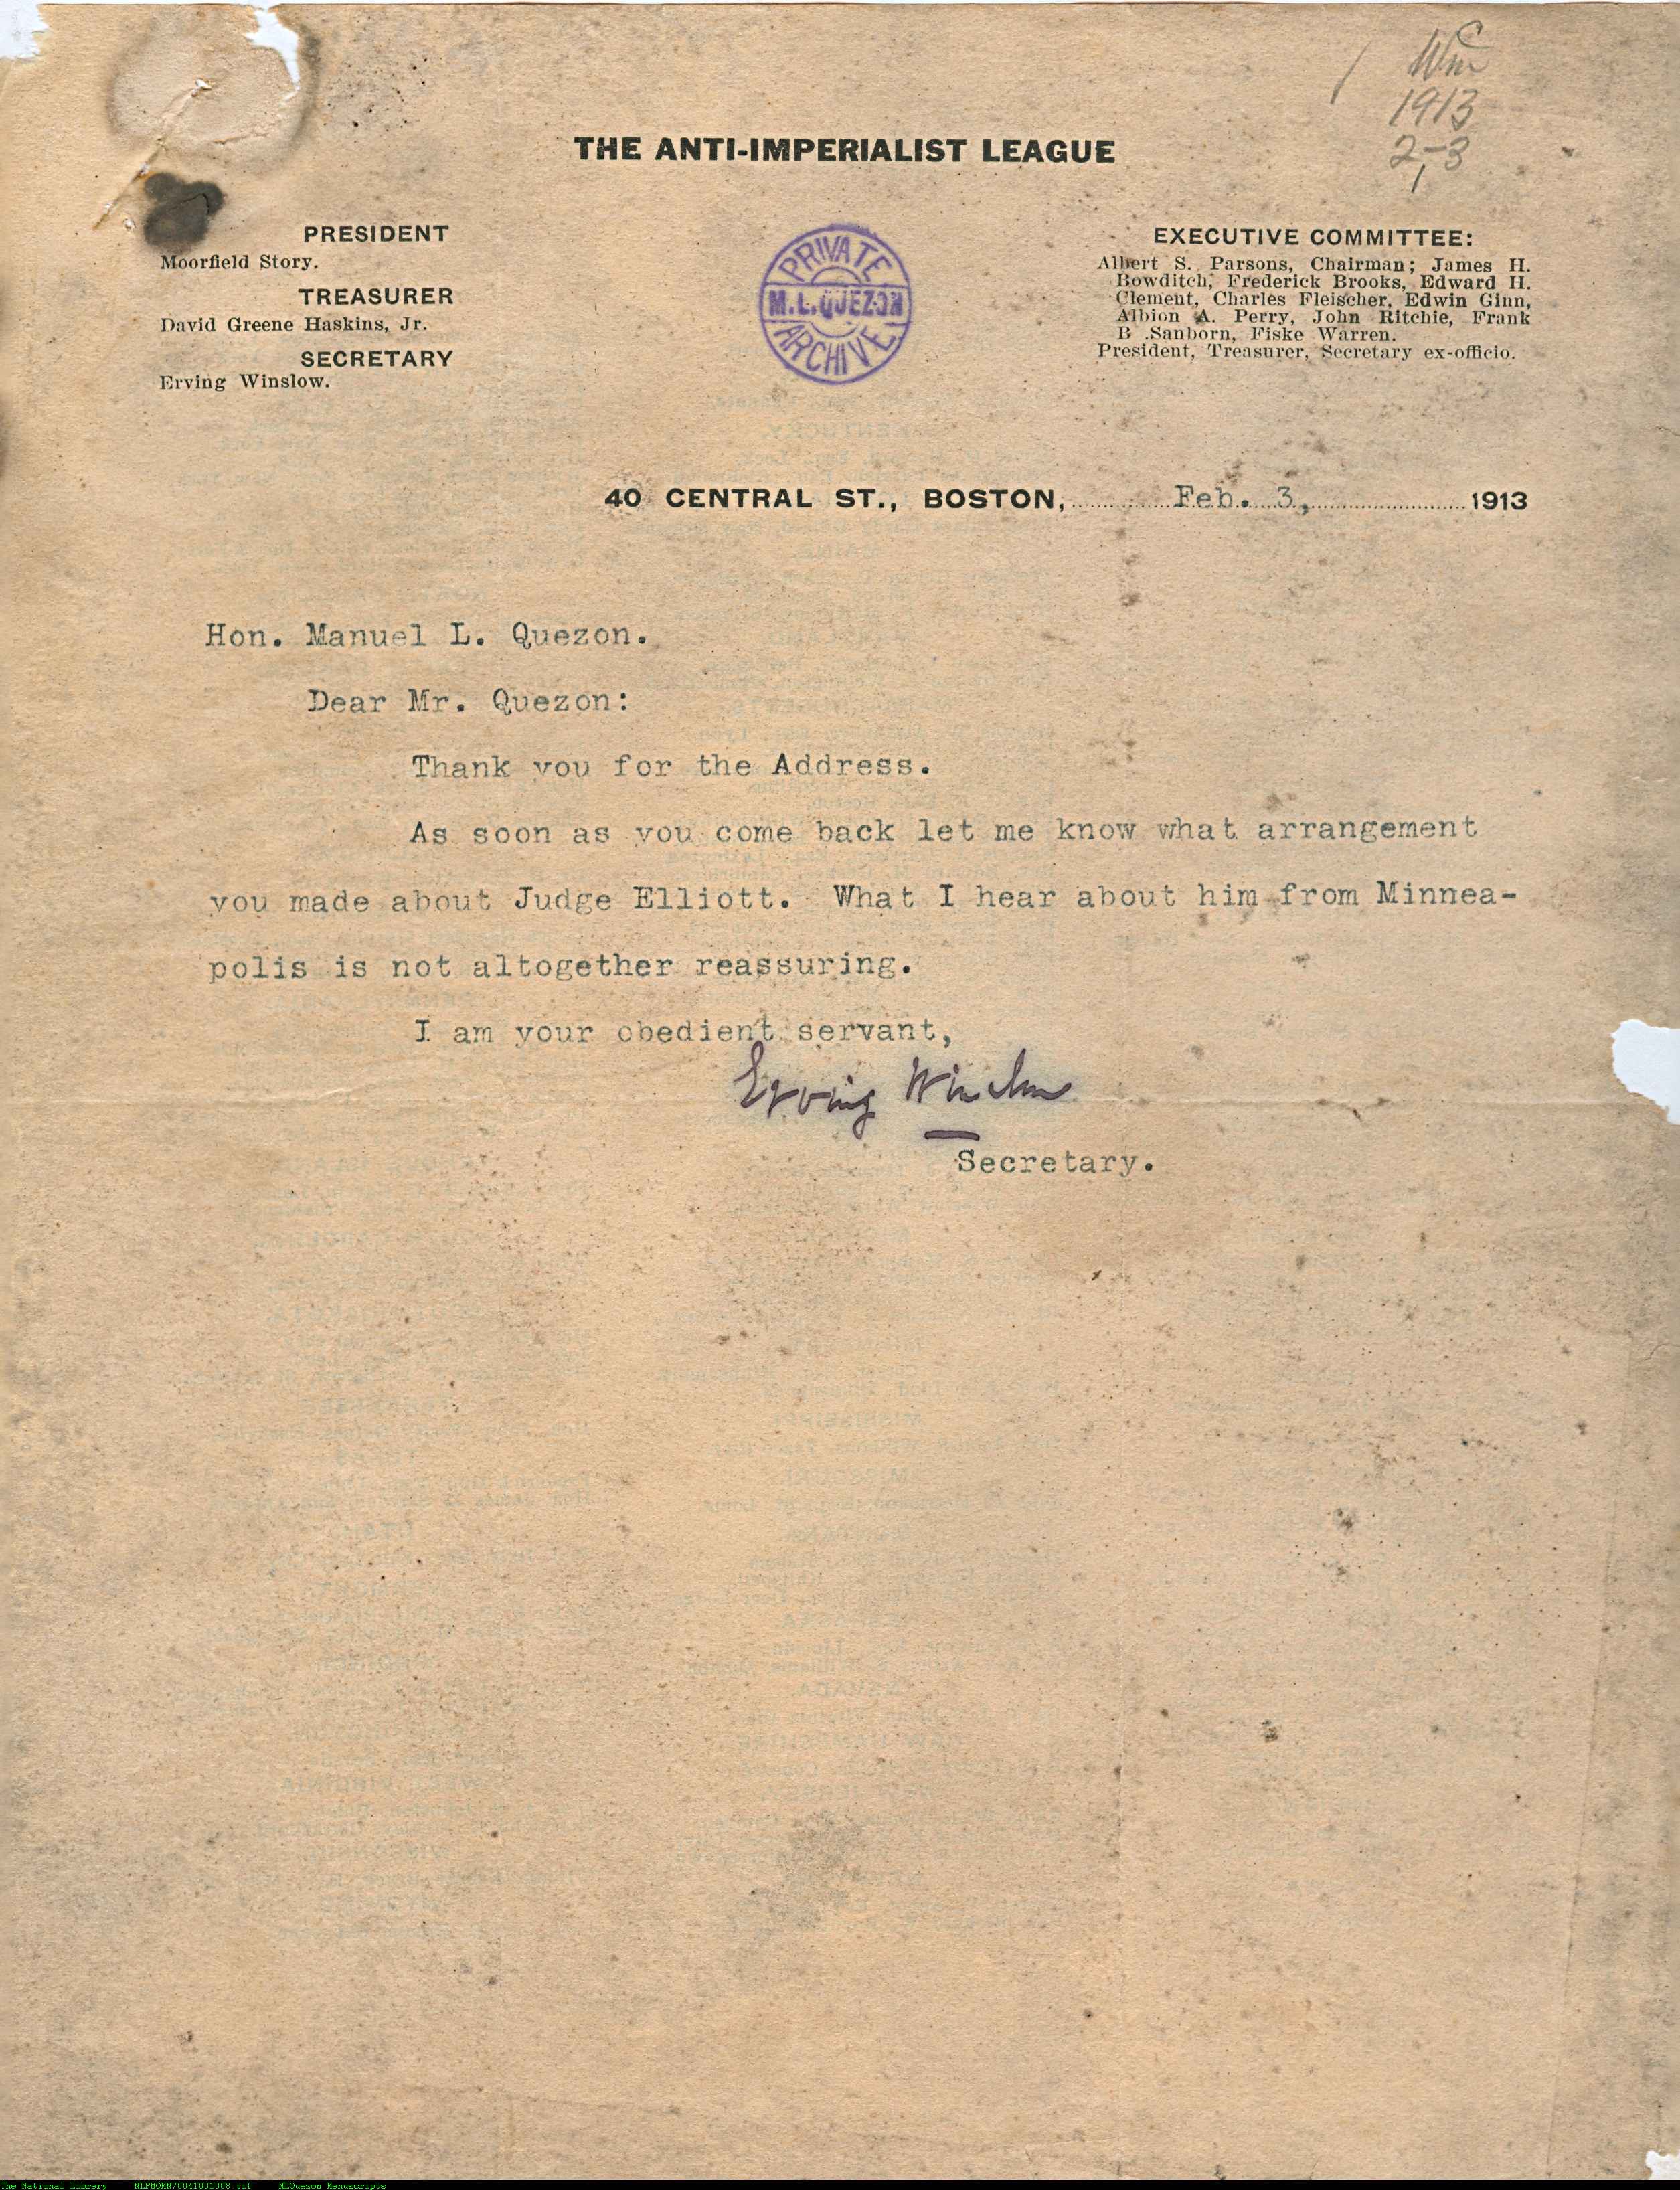 Wm
1913
2-3
1
THE ANTI-IMPERIALIST LEAGUE
PRESIDENT
Moorfield Story.
TREASURER
David Greene Haskins, Jr.
SECRETARY
Erving Winslow.
PRIVATE
M.L.QUEZON
ARCHIVE
EXECUTIVE COMMITTEE:
Albert S. Parsons, Chairman; James H.
Bowditch, Frederick Brooks, Edward H.
Clement, Charles Fleischer, Edwin Ginn,
Albion A. Perry, John Ritchie, Frank
B .Sanborn, Fiske Warren.
President, Treasurer, Secretary ex-officio.
40 CENTRAL ST., BOSTON, Feb. 3, 1913
Hon. Manuel L. Quezon.
Dear Mr. Quezon:
Thank you for the Address.
As soon as you come back let me know what arrangement
you made about Judge Elliott. What I hear about him from Minnea-
polis is not altogether reassuring.
I am your obedient servant,
Erving Winslow
Secretary.
The National Library NLPMQMN70041001008.tif MLQuezon Manuscripts